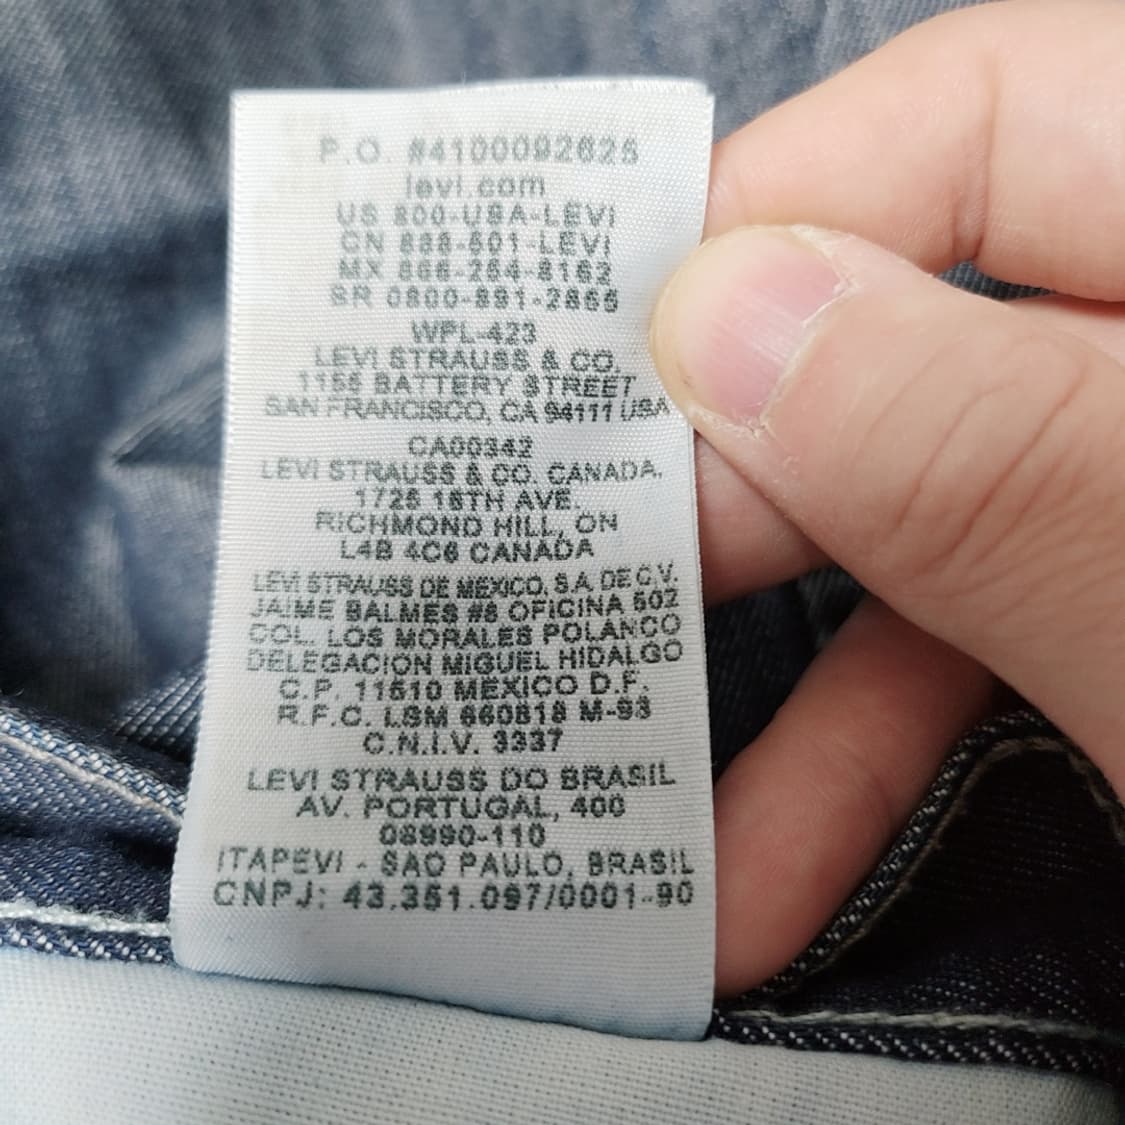 P.O. #4100092625
levi.com
US 800-USA-LEVI
CN 888-501-LEVI
MX 866-264-8162
BR 0800-891-2855
WPL-423
LEVI STRAUSS & CO.
1155 BATTERY STREET
SAN FRANCISCO, CA 94111 USA
CA00342
LEVI STRAUSS & CO. CANADA.
1725 16TH AVE.
RICHMOND HILL, ON
L4B 4C6 CANADA
LEVI STRAUSS DE MEXICO, S.A. DE C.V.
JAIME BALMES #8 OFICINA 502
COL. LOS MORALES POLANCO
DELEGACION MIGUEL HIDALGO
C.P. 11510 MEXICO D.F.
R.F.C. LSM 660818 M-93
C.N.I.V. 3337
LEVI STRAUSS DO BRASIL
AV. PORTUGAL, 400
06990-110
ITAPEVI - SAO PAULO, BRASIL
CNPJ: 43.351.097/0001-90